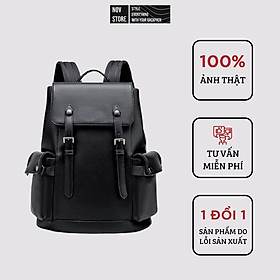 NOV
STORE
STYLE
EVERYTHING
WITH YOUR BACKPACK
100%
ẢNH THẬT
TƯ VẤN
MIỄN PHÍ
1 ĐỔI 1
SẢN PHẨM DO
LỖI SẢN XUẤT